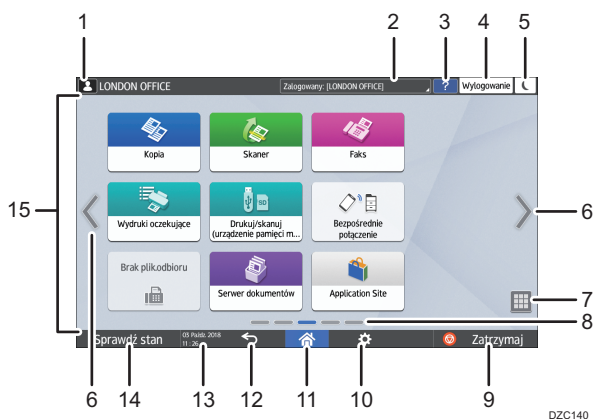 1
2
3
4
5
LONDON OFFICE
Zalogowany: [LONDON OFFICE]
?
Wylogowanie
Kopia
Skaner
Faks
15
6
Wydruki oczekujące
Drukuj/skanuj
(urządzenie pamięci m...
Bezpośrednie
połączenie
SD
Brak plikodbioru
Serwer dokumentów
Application Site
7
8
Sprawdź stan
03 Paźdz. 2018
11 : 26
Zatrzymaj
6
14
13
12
11
10
9
DZC140